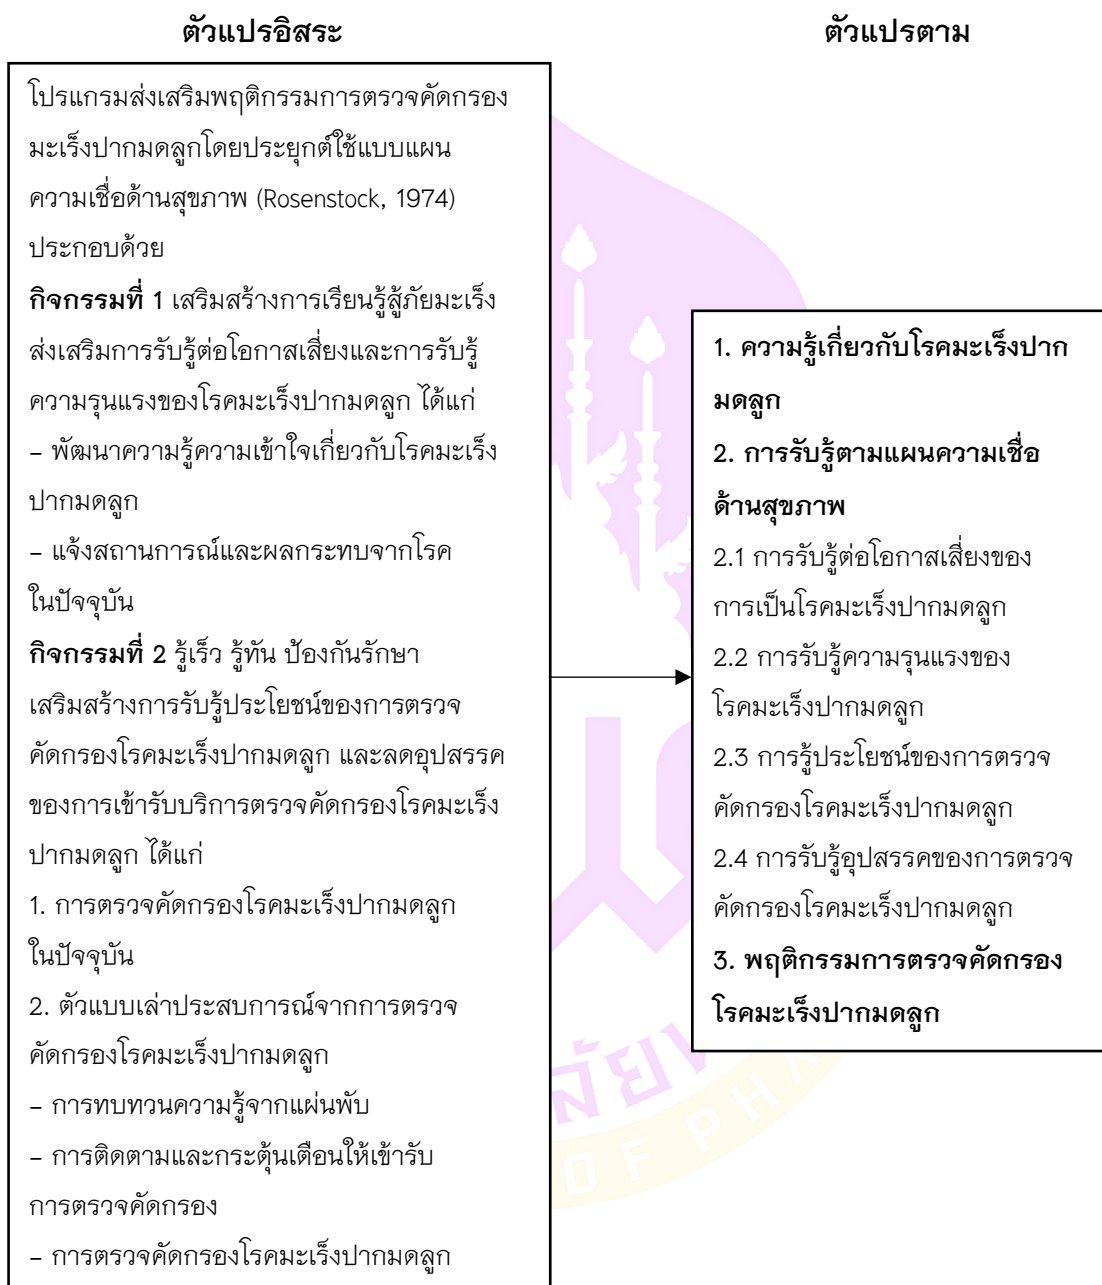 ตัวแปรอิสระ
ตัวแปรตาม
โปรแกรมส่งเสริมพฤติกรรมการตรวจคัดกรอง
มะเร็งปากมดลูกโดยประยุกต์ใช้แบบแผน
ความเชื่อด้านสุขภาพ (Rosenstock, 1974)
ประกอบด้วย
กิจกรรมที่ 1 เสริมสร้างการเรียนรู้สู้ภัยมะเร็ง
ส่งเสริมการรับรู้ต่อโอกาสเสี่ยงและการรับรู้
ความรุนแรงของโรคมะเร็งปากมดลูก ได้แก่
– พัฒนาความรู้ความเข้าใจเกี่ยวกับโรคมะเร็ง
ปากมดลูก
– แจ้งสถานการณ์และผลกระทบจากโรค
ในปัจจุบัน
กิจกรรมที่ 2 รู้เร็ว รู้ทัน ป้องกันรักษา
เสริมสร้างการรับรู้ประโยชน์ของการตรวจ
คัดกรองโรคมะเร็งปากมดลูก และลดอุปสรรค
ของการเข้ารับบริการตรวจคัดกรองโรคมะเร็ง
ปากมดลูก ได้แก่
1. การตรวจคัดกรองโรคมะเร็งปากมดลูก
ในปัจจุบัน
2. ตัวแบบเล่าประสบการณ์จากการตรวจ
คัดกรองโรคมะเร็งปากมดลูก
– การทบทวนความรู้จากแผ่นพับ
– การติดตามและกระตุ้นเตือนให้เข้ารับ
การตรวจคัดกรอง
– การตรวจคัดกรองโรคมะเร็งปากมดลูก
1. ความรู้เกี่ยวกับโรคมะเร็งปาก
มดลูก
2. การรับรู้ตามแผนความเชื่อ
ด้านสุขภาพ
2.1 การรับรู้ต่อโอกาสเสี่ยงของ
การเป็นโรคมะเร็งปากมดลูก
2.2 การรับรู้ความรุนแรงของ
โรคมะเร็งปากมดลูก
2.3 การรู้ประโยชน์ของการตรวจ
คัดกรองโรคมะเร็งปากมดลูก
2.4 การรับรู้อุปสรรคของการตรวจ
คัดกรองโรคมะเร็งปากมดลูก
3. พฤติกรรมการตรวจคัดกรอง
โรคมะเร็งปากมดลูก
OF